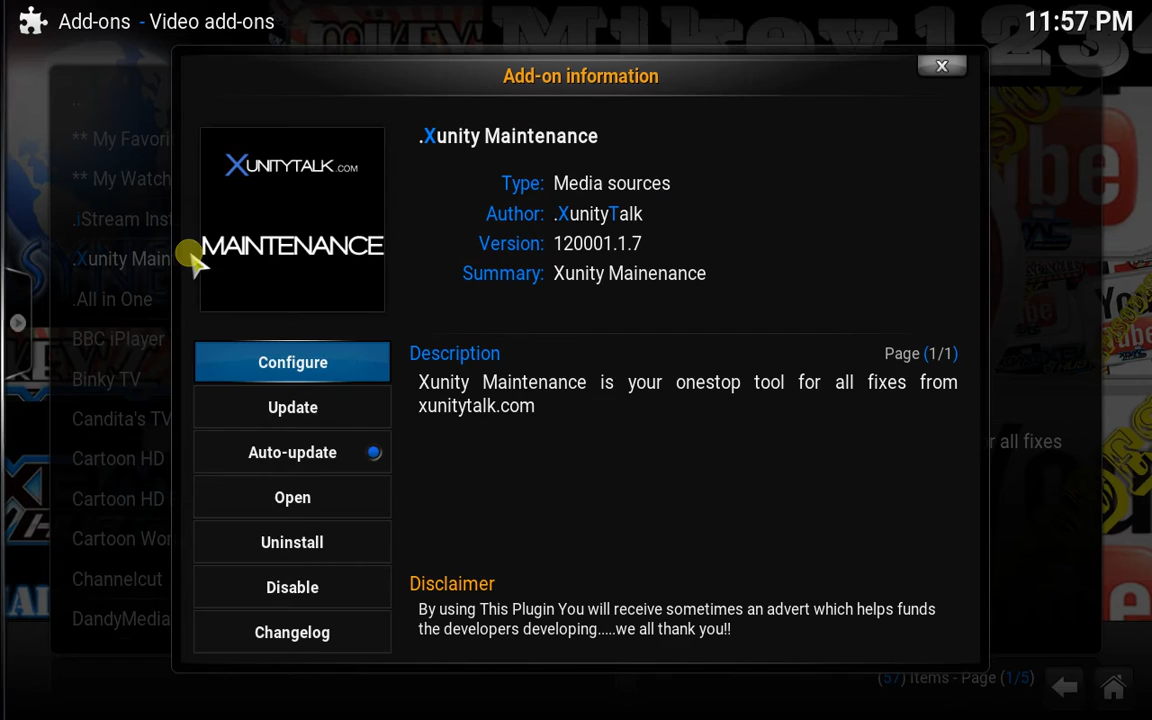 Add-ons - Video add-ons
11:57 PM
Add-on information
x
XUNITYTALK.COM
MAINTENANCE
.Xunity Maintenance
Type: Media sources
Author: .XunityTalk
Version: 120001.1.7
Summary: Xunity Mainenance
Configure
Update
Auto-update
Open
Uninstall
Disable
Changelog
Description
Page (1/1)
Xunity Maintenance is your onestop tool for all fixes from
xunitytalk.com
Disclaimer
By using This Plugin You will receive sometimes an advert which helps funds
the developers developing.....we all thank you!!
..
** My Favori
** My Watch
.iStream Inst
.Xunity Main
.All in One
BBC iPlayer
Binky TV
Candita's TV
Cartoon HD
Cartoon HD
Cartoon Wor
Channelcut
DandyMedia
r all fixes
(57) Items - Page (1/5)